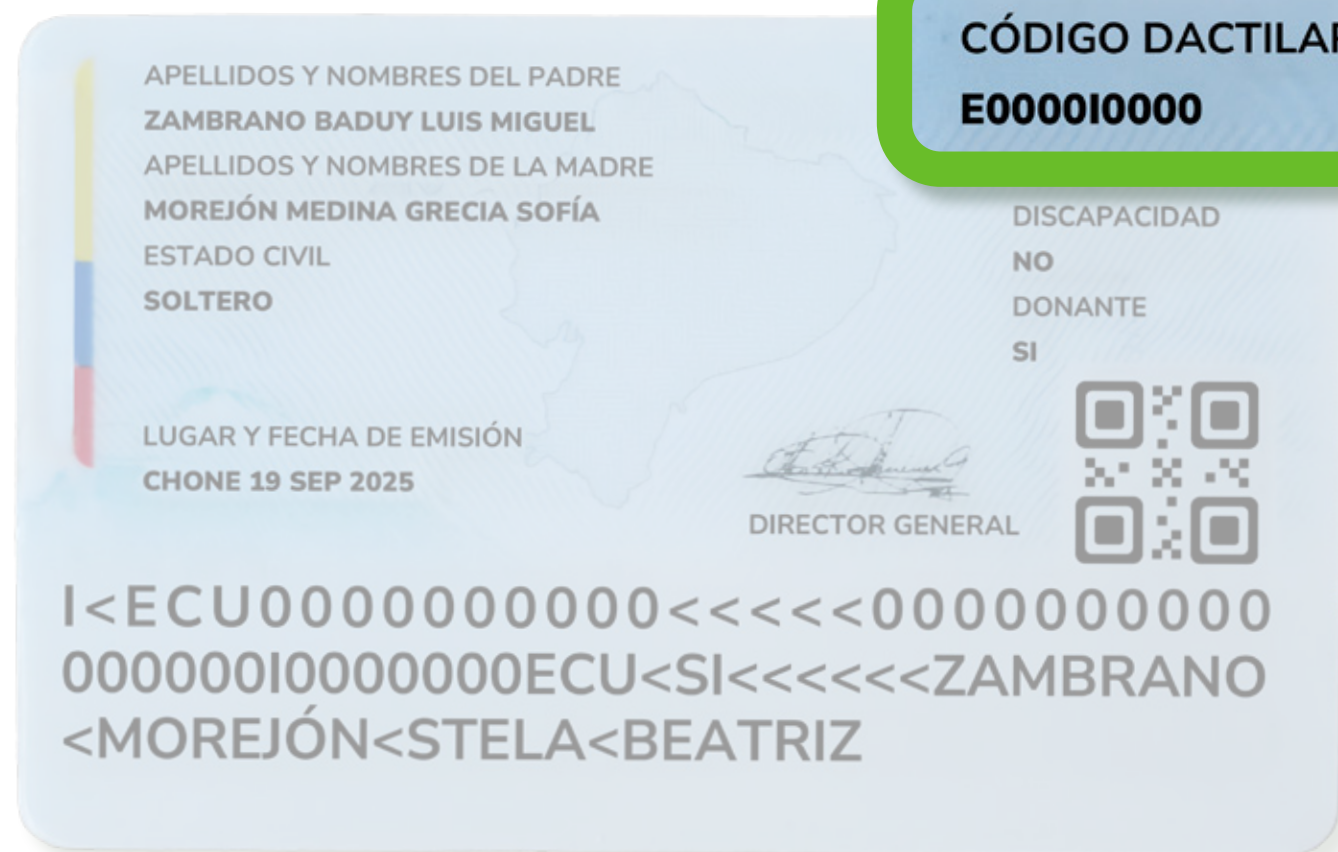 CÓDIGO DACTILAR
E0000I0000
APELLIDOS Y NOMBRES DEL PADRE
ZAMBRANO BADUY LUIS MIGUEL
APELLIDOS Y NOMBRES DE LA MADRE
MOREJÓN MEDINA GRECIA SOFÍA
ESTADO CIVIL
SOLTERO
DISCAPACIDAD
NO
DONANTE
SI
LUGAR Y FECHA DE EMISIÓN
CHONE 19 SEP 2025
DIRECTOR GENERAL
I<ECU0000000000<<<<<0000000000
000000I0000000ECU<SI<<<<<<ZAMBRANO
<MOREJÓN<STELA<BEATRIZ